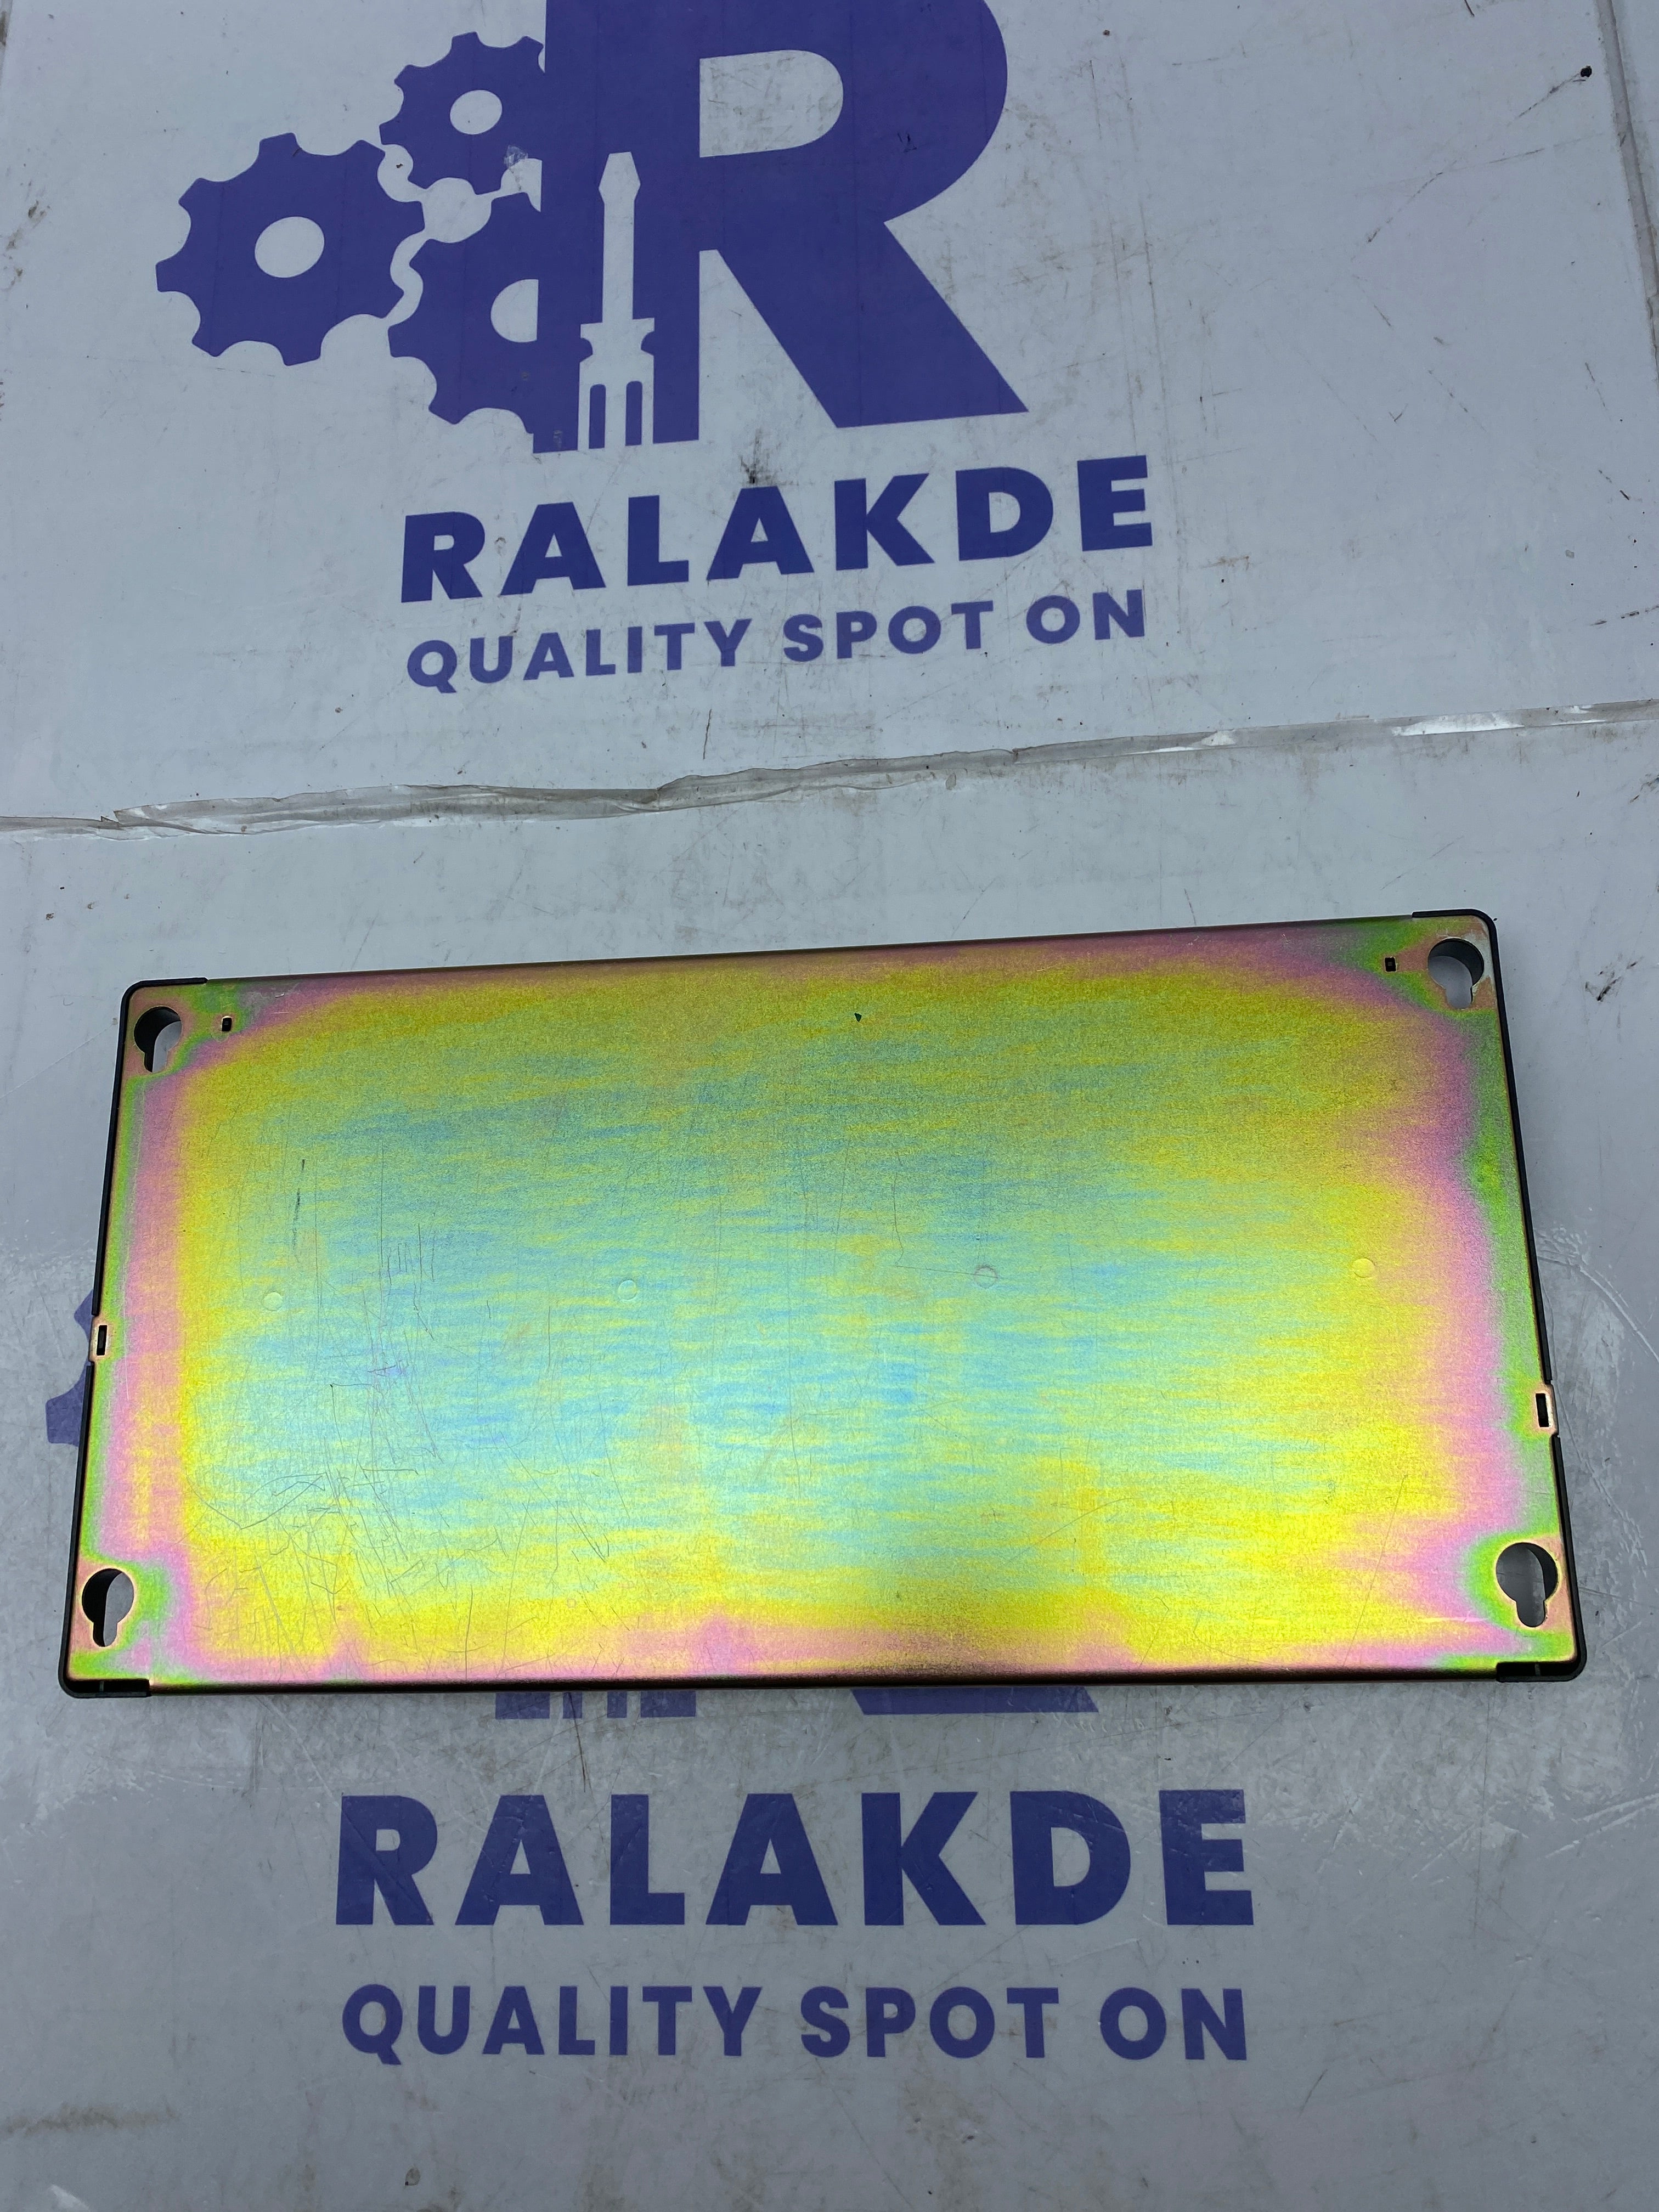 R
RALAKDE
QUALITY SPOT ON
RALAKDE
QUALITY SPOT ON